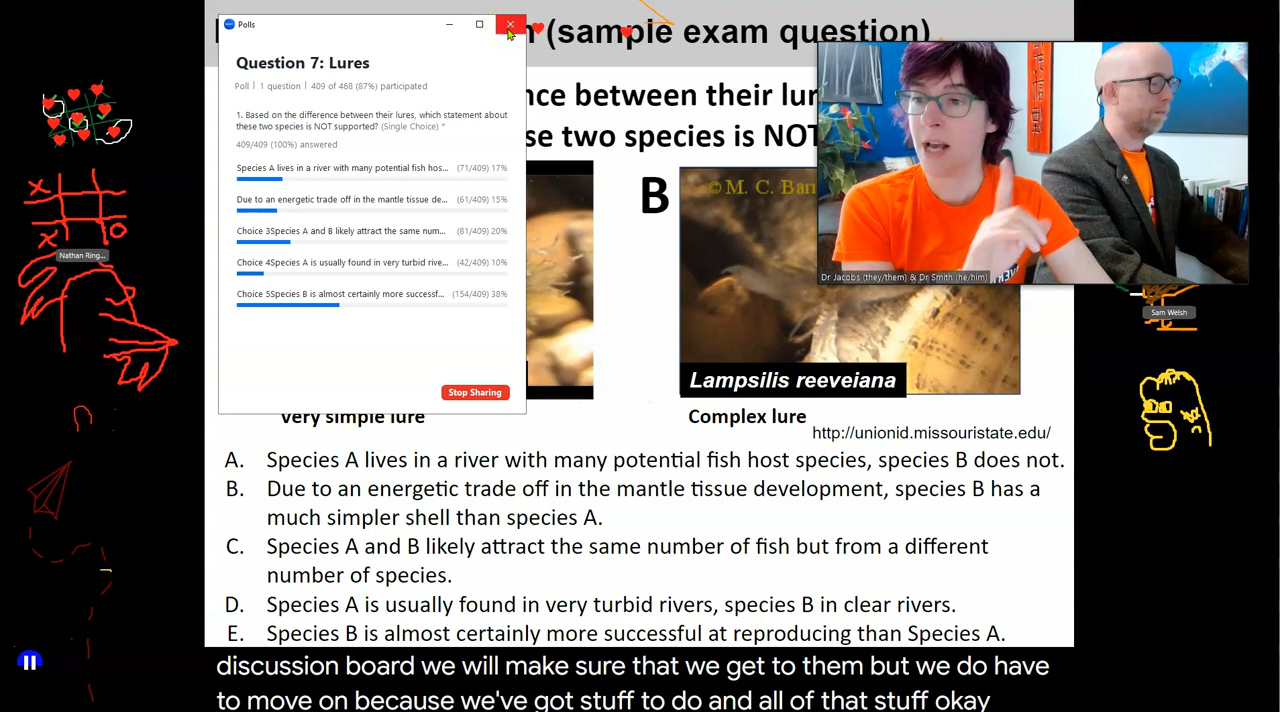 Polls
(sample exam question)
Question 7: Lures
Poll | 1 question | 409 of 468 (87%) participated
nce between their lur
1. Based on the difference between their lures, which statement about
these two species is NOT supported? (Single Choice) *
se two species is NOT
409/409 (100%) answered
Species A lives in a river with many potential fish hos... (71/409) 17%
Due to an energetic trade off in the mantle tissue de... (61/409) 15%
Choice 3Species A and B likely attract the same num... (81/409) 20%
Choice 4Species A is usually found in very turbid rive... (42/409) 10%
Choice 5Species B is almost certainly more successf... (154/409) 38%
Stop Sharing
B
© M. C. Barn
Dr Jacobs (they/them) & Dr Smith (he/him)
X
X O
Nathan Ring...
Sam Welsh
Lampsilis reeveiana
Very simple lure
Complex lure
http://unionid.missouristate.edu/
A. Species A lives in a river with many potential fish host species, species B does not.
B. Due to an energetic trade off in the mantle tissue development, species B has a
much simpler shell than species A.
C. Species A and B likely attract the same number of fish but from a different
number of species.
D. Species A is usually found in very turbid rivers, species B in clear rivers.
E. Species B is almost certainly more successful at reproducing than Species A.
discussion board we will make sure that we get to them but we do have
to move on because we've got stuff to do and all of that stuff okay